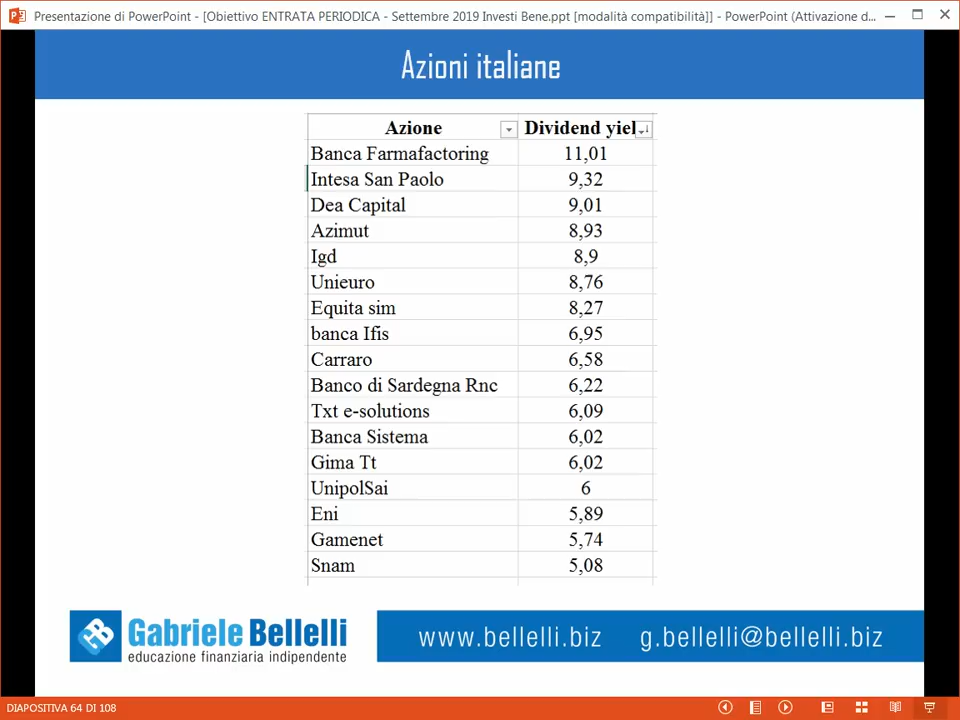 Presentazione di PowerPoint - [Obiettivo ENTRATA PERIODICA - Settembre 2019 Investi Bene.ppt [modalità compatibilità]] - PowerPoint (Attivazione d...
Azioni italiane
Azione Dividend yiel
Banca Farmafactoring 11,01
Intesa San Paolo 9,32
Dea Capital 9,01
Azimut 8,93
Igd 8,9
Unieuro 8,76
Equita sim 8,27
banca Ifis 6,95
Carraro 6,58
Banco di Sardegna Rnc 6,22
Txt e-solutions 6,09
Banca Sistema 6,02
Gima Tt 6,02
UnipolSai 6
Eni 5,89
Gamenet 5,74
Snam 5,08
GB Gabriele Bellelli
educazione finanziaria indipendente
www.bellelli.biz g.bellelli@bellelli.biz
DIAPOSITIVA 64 DI 108